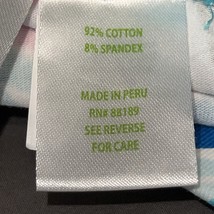 92% COTTON
8% SPANDEX
MADE IN PERU
RN# 88189
SEE REVERSE
FOR CARE